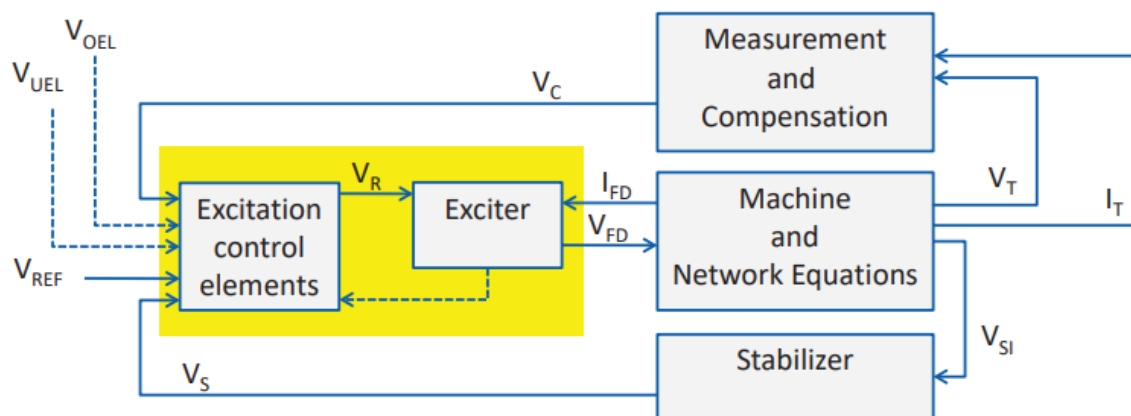 V_OEL
V_UEL
Measurement
and
Compensation
V_C
V_R
Excitation
control
elements
Exciter
I_FD
V_FD
Machine
and
Network Equations
V_T
I_T
V_REF
V_SI
Stabilizer
V_S